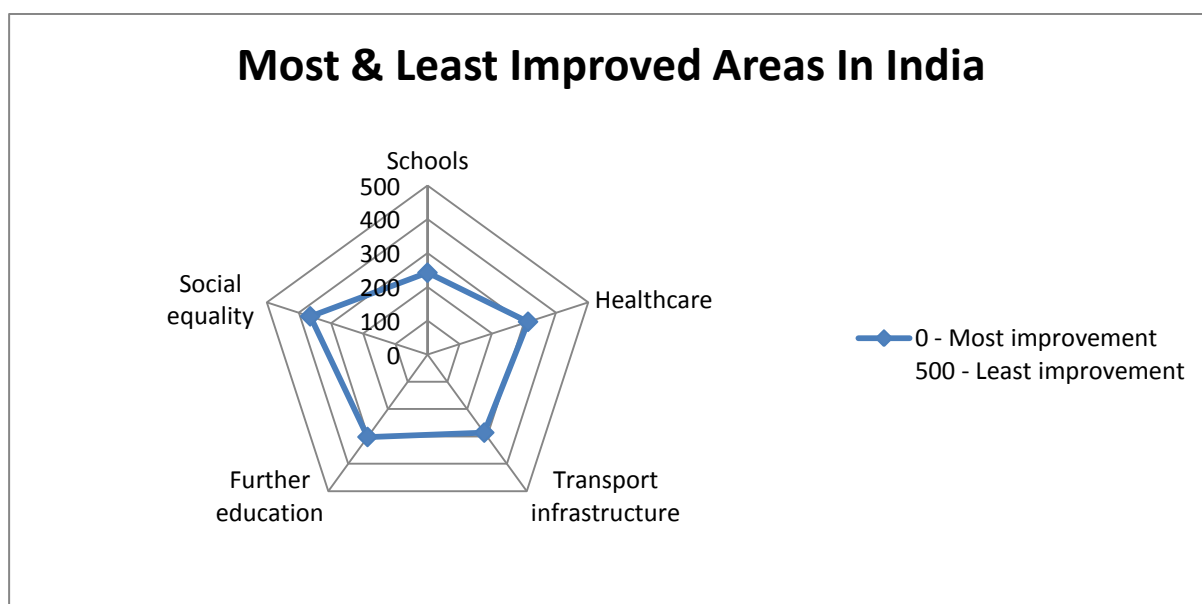 Most & Least Improved Areas In India
Schools
500
400
300
200
100
0
Social
equality
Healthcare
Further
education
Transport
infrastructure
0 - Most improvement
500 - Least improvement